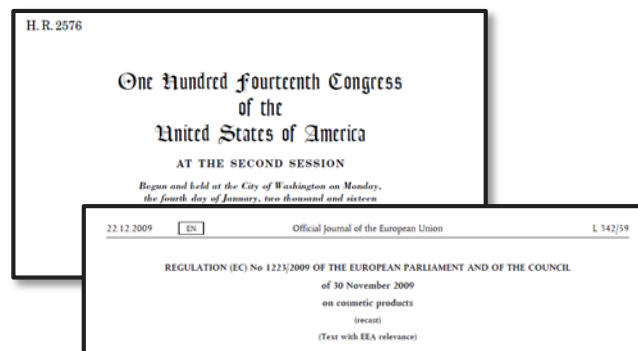 H. R. 2576
One Hundred Fourteenth Congress
of the
United States of America
AT THE SECOND SESSION
Begun and held at the City of Washington on Monday,
the fourth day of January, two thousand and sixteen
22.12.2009 EN Official Journal of the European Union L 342/59
REGULATION (EC) No 1223/2009 OF THE EUROPEAN PARLIAMENT AND OF THE COUNCIL
of 30 November 2009
on cosmetic products
(recast)
(Text with EEA relevance)